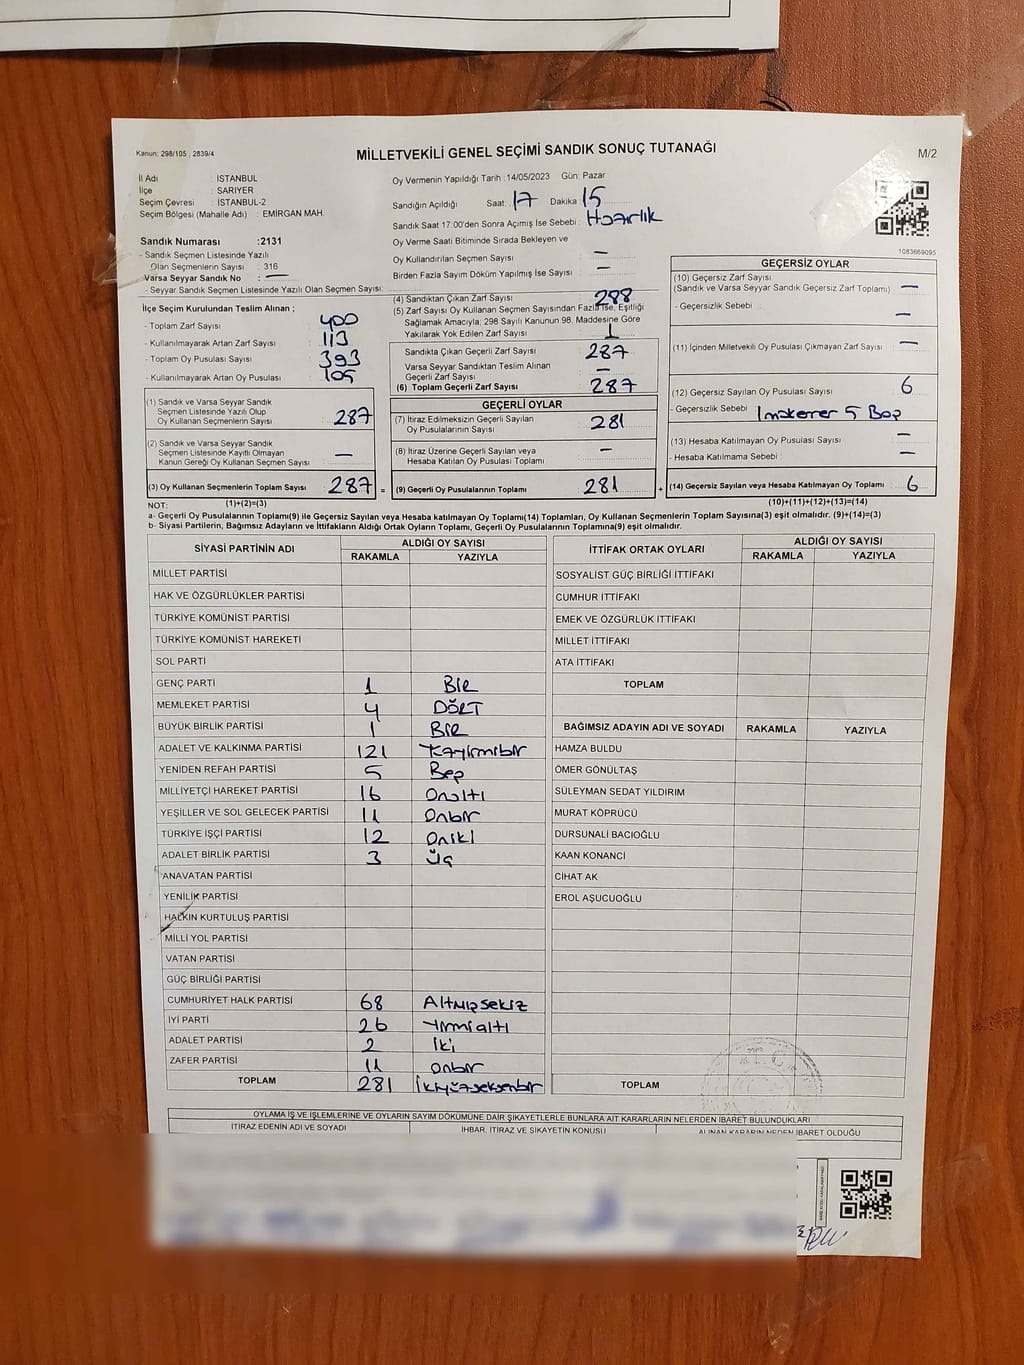 Kanun: 298/105 , 2839/4
MİLLETVEKİLİ GENEL SEÇİMİ SANDIK SONUÇ TUTANAĞI
M/2
İl Adı : İSTANBUL
İlçe : SARIYER
Seçim Çevresi : İSTANBUL-2
Seçim Bölgesi (Mahalle Adı) : EMİRGAN MAH.
Sandık Numarası :2131
- Sandık Seçmen Listesinde Yazılı
Olan Seçmenlerin Sayısı : 316
Varsa Seyyar Sandık No : —
- Seyyar Sandık Seçmen Listesinde Yazılı Olan Seçmen Sayısı:
Oy Vermenin Yapıldığı Tarih :14/05/2023 Gün: Pazar
Sandığın Açıldığı Saat : 17 Dakika 15
Sandık Saat 17:00'den Sonra Açımış İse Sebebi : Hazırlık
Oy Verme Saati Bitiminde Sırada Bekleyen ve
Oy Kullandırılan Seçmen Sayısı : —
Birden Fazla Sayım Döküm Yapılmış İse Sayısı : —
1083669095
İlçe Seçim Kurulundan Teslim Alınan ;
- Toplam Zarf Sayısı : 400
- Kullanılmayarak Artan Zarf Sayısı : 113
- Toplam Oy Pusulası Sayısı : 393
- Kullanılmayarak Artan Oy Pusulası : 105
(1) Sandık ve Varsa Seyyar Sandık
Seçmen Listesinde Yazılı Olup
Oy Kullanan Seçmenlerin Sayısı : 287
(2) Sandık ve Varsa Seyyar Sandık
Seçmen Listesinde Kayıtlı Olmayan
Kanun Gereği Oy Kullanan Seçmen Sayısı : —
(3) Oy Kullanan Seçmenlerin Toplam Sayısı : 287 =
(1)+(2)=(3)
(4) Sandıktan Çıkan Zarf Sayısı : 288
(5) Zarf Sayısı Oy Kullanan Seçmen Sayısından Fazla İse, Eşitliği
Sağlamak Amacıyla; 298 Sayılı Kanunun 98. Maddesine Göre
Yakılarak Yok Edilen Zarf Sayısı : 1
Sandıkta Çıkan Geçerli Zarf Sayısı : 287
Varsa Seyyar Sandıktan Teslim Alınan
Geçerli Zarf Sayısı : —
(6) Toplam Geçerli Zarf Sayısı : 287
GEÇERLİ OYLAR
(7) İtiraz Edilmeksizin Geçerli Sayılan
Oy Pusulalarının Sayısı : 281
(8) İtiraz Üzerine Geçerli Sayılan veya
Hesaba Katılan Oy Pusulası Toplamı : —
(9) Geçerli Oy Pusulalarının Toplamı : 281 +
GEÇERSİZ OYLAR
(10) Geçersiz Zarf Sayısı
(Sandık ve Varsa Seyyar Sandık Geçersiz Zarf Toplamı) : —
- Geçersizlik Sebebi : —
(11) İçinden Milletvekili Oy Pusulası Çıkmayan Zarf Sayısı : —
(12) Geçersiz Sayılan Oy Pusulası Sayısı : 6
- Geçersizlik Sebebi : 1 mükerrer 5 Boş
(13) Hesaba Katılmayan Oy Pusulası Sayısı : —
- Hesaba Katılmama Sebebi : —
(14) Geçersiz Sayılan veya Hesaba Katılmayan Oy Toplamı : 6
(10)+(11)+(12)+(13)=(14)
NOT:
a- Geçerli Oy Pusulalarının Toplamı(9) ile Geçersiz Sayılan veya Hesaba Katılmayan Oy Toplamı(14) Toplamları, Oy Kullanan Seçmenlerin Toplam Sayısına(3) eşit olmalıdır. (9)+(14)=(3)
b- Siyasi Partilerin, Bağımsız Adayların ve İttifakların Aldığı Ortak Oyların Toplamı, Geçerli Oy Pusulalarının Toplamına(9) eşit olmalıdır.
SİYASİ PARTİNİN ADI ALDIĞI OY SAYISI
RAKAMLA YAZIYLA
MİLLET PARTİSİ
HAK VE ÖZGÜRLÜKLER PARTİSİ
TÜRKİYE KOMÜNİST PARTİSİ
TÜRKİYE KOMÜNİST HAREKETİ
SOL PARTİ
GENÇ PARTİ 1 Bir
MEMLEKET PARTİSİ 4 DÖRT
BÜYÜK BİRLİK PARTİSİ 1 Bir
ADALET VE KALKINMA PARTİSİ 121
YENİDEN REFAH PARTİSİ 5 Beş
MİLLİYETÇİ HAREKET PARTİSİ 16 Onaltı
YEŞİLLER VE SOL GELECEK PARTİSİ 11 Onbir
TÜRKİYE İŞÇİ PARTİSİ 12 Oniki
ADALET BİRLİK PARTİSİ 3 Üç
ANAVATAN PARTİSİ
YENİLİK PARTİSİ
HALKIN KURTULUŞ PARTİSİ
MİLLİ YOL PARTİSİ
VATAN PARTİSİ
GÜÇ BİRLİĞİ PARTİSİ
CUMHURİYET HALK PARTİSİ 68 Altmışsekiz
İYİ PARTİ 26 Yirmialtı
ADALET PARTİSİ 2 İki
ZAFER PARTİSİ 11 onbir
TOPLAM 281 İkiyüzseksenbir
İTTİFAK ORTAK OYLARI ALDIĞI OY SAYISI
RAKAMLA YAZIYLA
SOSYALİST GÜÇ BİRLİĞİ İTTİFAKI
CUMHUR İTTİFAKI
EMEK VE ÖZGÜRLÜK İTTİFAKI
MİLLET İTTİFAKI
ATA İTTİFAKI
TOPLAM
BAĞIMSIZ ADAYIN ADI VE SOYADI RAKAMLA YAZIYLA
HAMZA BULDU
ÖMER GÖNÜLTAŞ
SÜLEYMAN SEDAT YILDIRIM
MURAT KÖPRÜCÜ
DURSUNALİ BACIOĞLU
KAAN KONANCİ
CİHAT AK
EROL AŞUCUOĞLU
TOPLAM
OYLAMA İŞ VE İŞLEMLERİNE VE OYLARIN SAYIM DÖKÜMÜNE DAİR ŞİKAYETLERLE BUNLARA AİT KARARLARIN NELERDEN İBARET BULUNDUKLARI
İTİRAZ EDENİN ADI VE SOYADI İHBAR, İTİRAZ VE ŞİKAYETİN KONUSU ALINAN KARARIN NEDEN İBARET OLDUĞU